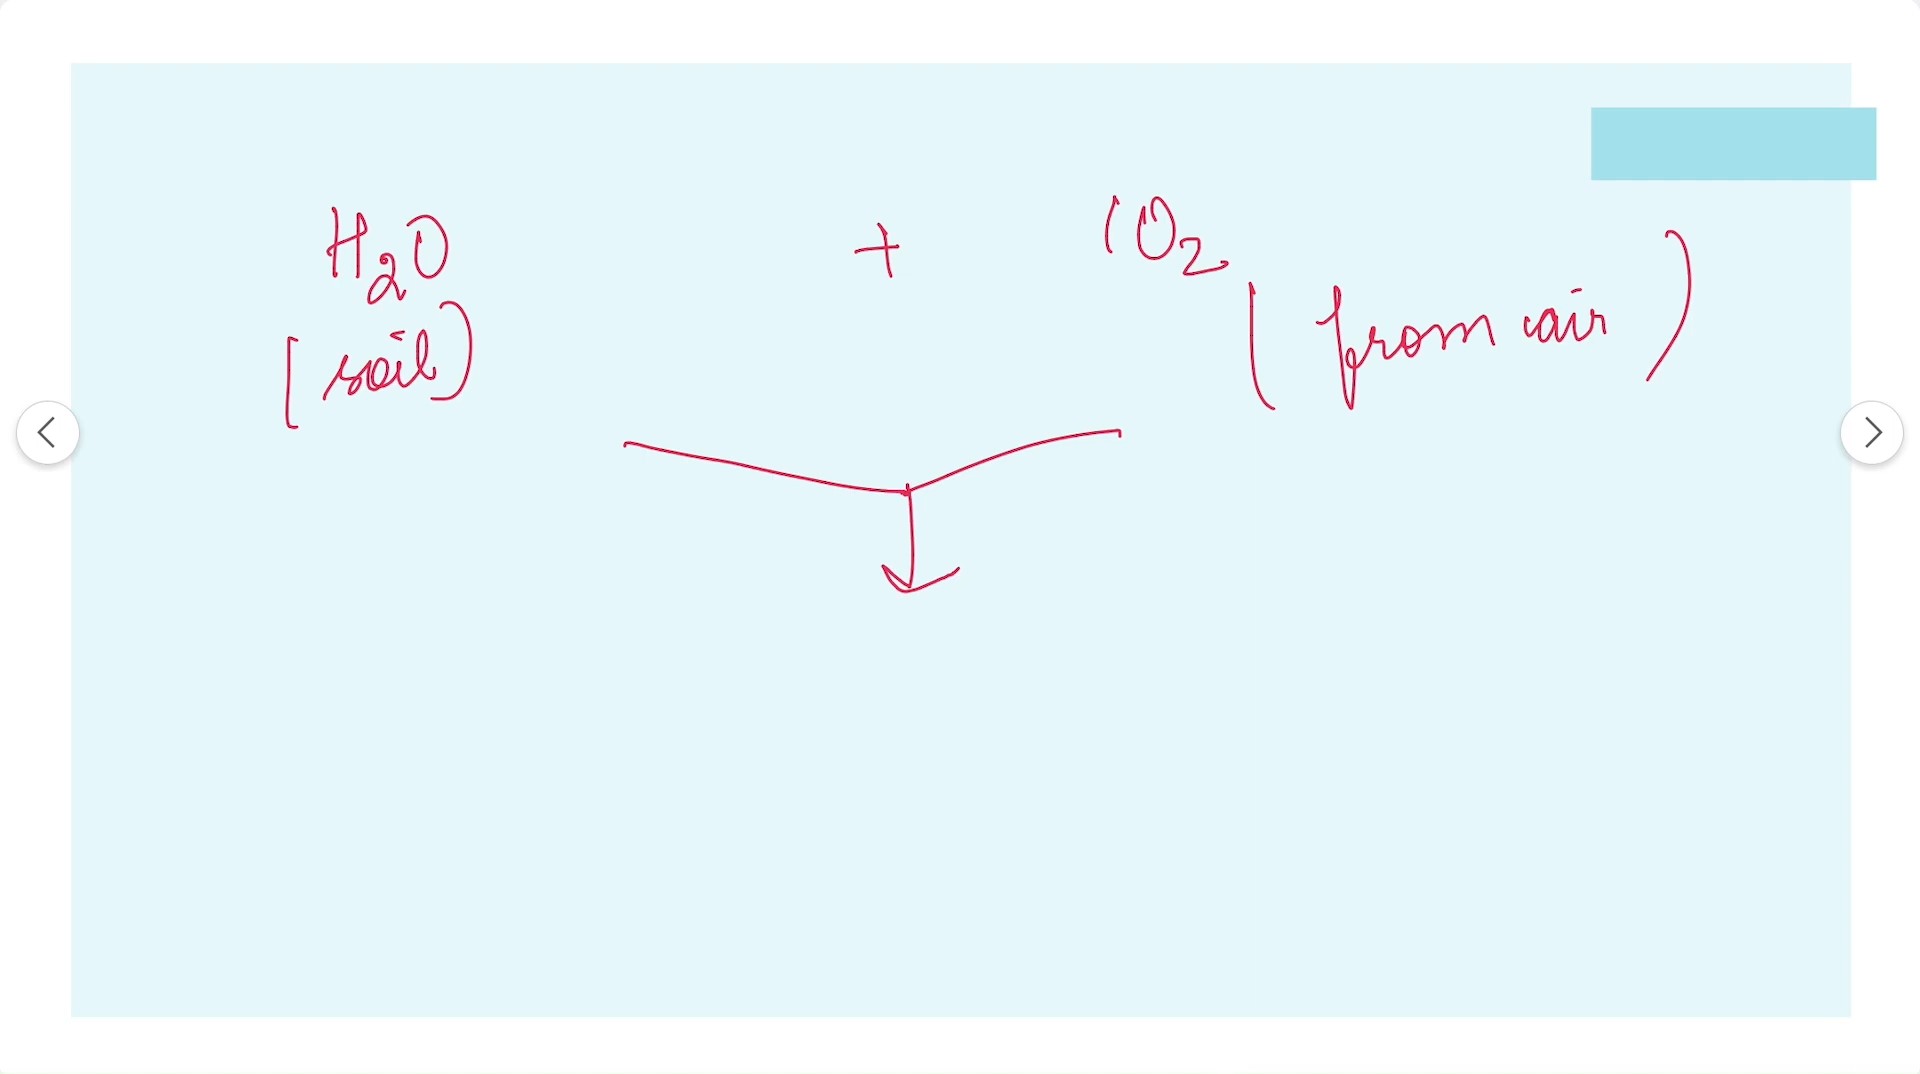 H₂O + CO₂
[soil) (from air)